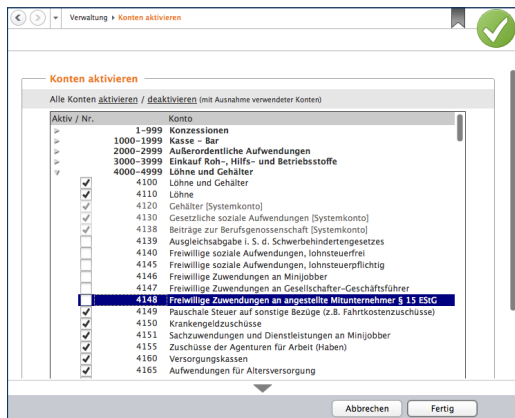 Verwaltung Konten aktivieren
Konten aktivieren
Alle Konten aktivieren / deaktivieren (mit Ausnahme verwendeter Konten)
Aktiv / Nr. Konto
1-999 Konzessionen
1000-1999 Kasse - Bar
2000-2999 Außerordentliche Aufwendungen
3000-3999 Einkauf Roh-, Hilfs- und Betriebsstoffe
4000-4999 Löhne und Gehälter
4100 Löhne und Gehälter
4110 Löhne
4120 Gehälter [Systemkonto]
4130 Gesetzliche soziale Aufwendungen [Systemkonto]
4138 Beiträge zur Berufsgenossenschaft [Systemkonto]
4139 Ausgleichsabgabe i. S. d. Schwerbehindertengesetzes
4140 Freiwillige soziale Aufwendungen, lohnsteuerfrei
4145 Freiwillige soziale Aufwendungen, lohnsteuerpflichtig
4146 Freiwillige Zuwendungen an Minijobber
4147 Freiwillige Zuwendungen an Gesellschafter-Geschäftsführer
4148 Freiwillige Zuwendungen an angestellte Mitunternehmer § 15 EStG
4149 Pauschale Steuer auf sonstige Bezüge (z.B. Fahrtkostenzuschüsse)
4150 Krankengeldzuschüsse
4151 Sachzuwendungen und Dienstleistungen an Minijobber
4155 Zuschüsse der Agenturen für Arbeit (Haben)
4160 Versorgungskassen
4165 Aufwendungen für Altersversorgung
Abbrechen Fertig